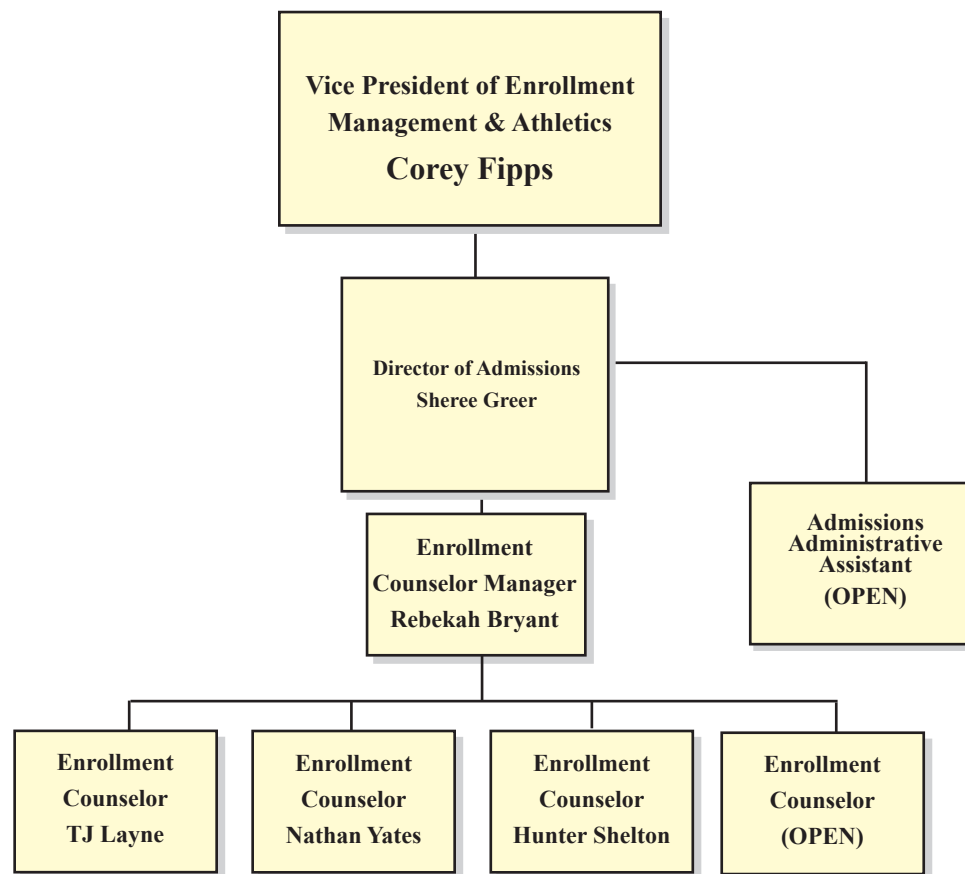 Vice President of Enrollment
Management & Athletics
Corey Fipps
Director of Admissions
Sheree Greer
Enrollment
Counselor Manager
Rebekah Bryant
Admissions
Administrative
Assistant
(OPEN)
Enrollment
Counselor
TJ Layne
Enrollment
Counselor
Nathan Yates
Enrollment
Counselor
Hunter Shelton
Enrollment
Counselor
(OPEN)